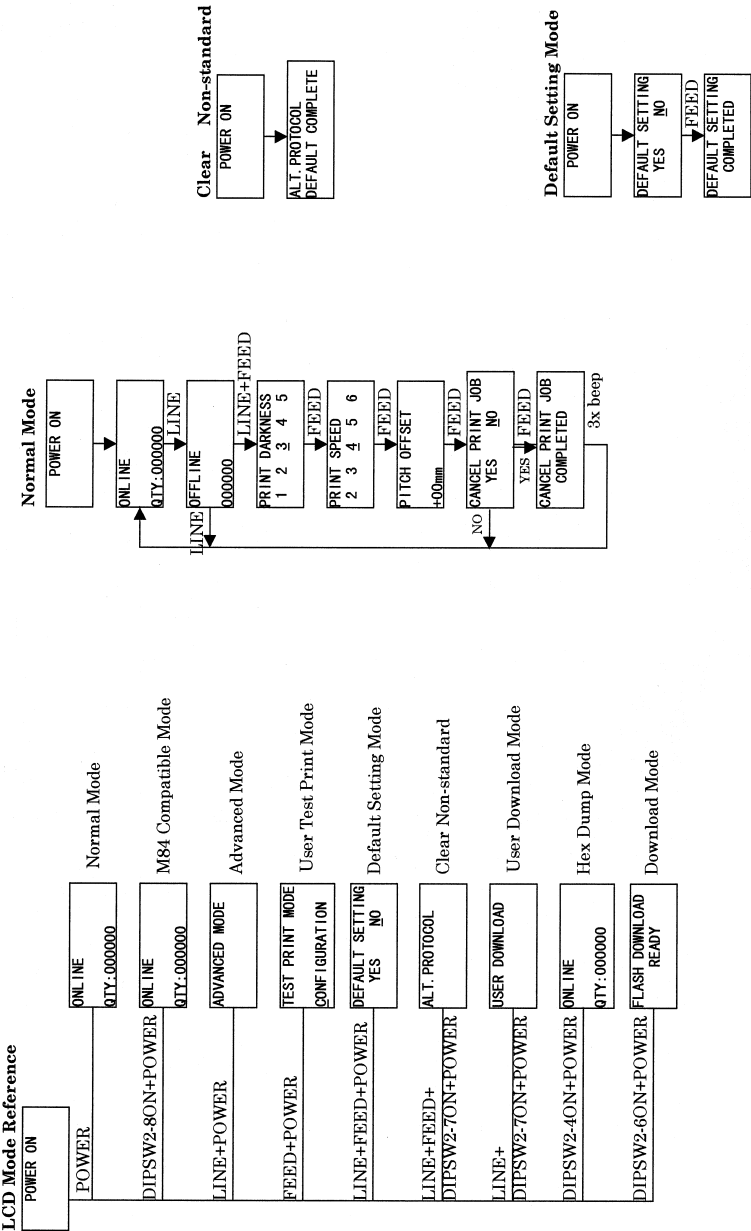 LCD Mode Reference
POWER ON
POWER
ONLINE
QTY:000000
Normal Mode
DIPSW2-8ON+POWER
ONLINE
QTY:000000
M84 Compatible Mode
LINE+POWER
ADVANCED MODE
Advanced Mode
FEED+POWER
TEST PRINT MODE
CONFIGURATION
User Test Print Mode
LINE+FEED+POWER
DEFAULT SETTING
YES NO
Default Setting Mode
LINE+FEED+
DIPSW2-7ON+POWER
ALT.PROTOCOL
Clear Non-standard
LINE+
DIPSW2-7ON+POWER
USER DOWNLOAD
User Download Mode
DIPSW2-4ON+POWER
ONLINE
QTY:000000
Hex Dump Mode
DIPSW2-6ON+POWER
FLASH DOWNLOAD
READY
Download Mode
Normal Mode
POWER ON
ONLINE
QTY:000000
LINE
LINE
OFFLINE
000000
LINE+FEED
PRINT DARKNESS
1 2 3 4 5
FEED
PRINT SPEED
2 3 4 5 6
FEED
PITCH OFFSET
+00mm
FEED
CANCEL PRINT JOB
YES NO
NO
YES FEED
CANCEL PRINT JOB
COMPLETED
3x beep
Clear Non-standard
POWER ON
ALT.PROTOCOL
DEFAULT COMPLETE
Default Setting Mode
POWER ON
DEFAULT SETTING
YES NO
FEED
DEFAULT SETTING
COMPLETED